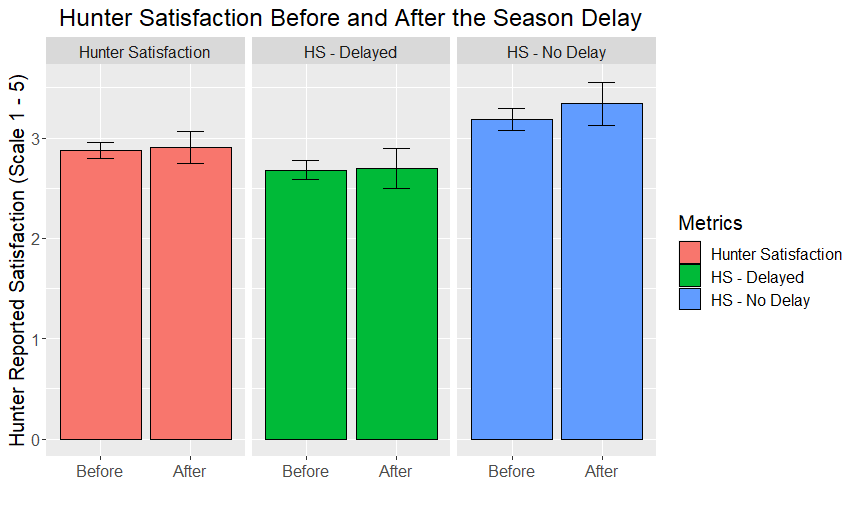 Hunter Satisfaction Before and After the Season Delay
Hunter Satisfaction
HS - Delayed
HS - No Delay
Hunter Reported Satisfaction (Scale 1 - 5)
3
2
1
0
Before
After
Before
After
Before
After
Metrics
Hunter Satisfaction
HS - Delayed
HS - No Delay